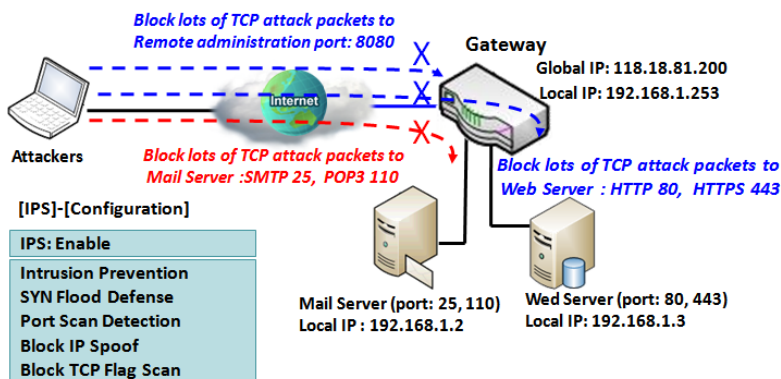 Block lots of TCP attack packets to
Remote administration port: 8080
Gateway
Global IP: 118.18.81.200
Local IP: 192.168.1.253
Internet
Attackers
Block lots of TCP attack packets to
Mail Server :SMTP 25, POP3 110
Block lots of TCP attack packets to
Web Server : HTTP 80, HTTPS 443
[IPS]-[Configuration]
IPS: Enable
Intrusion Prevention
SYN Flood Defense
Port Scan Detection
Block IP Spoof
Block TCP Flag Scan
Mail Server (port: 25, 110)
Local IP : 192.168.1.2
Wed Server (port: 80, 443)
Local IP: 192.168.1.3